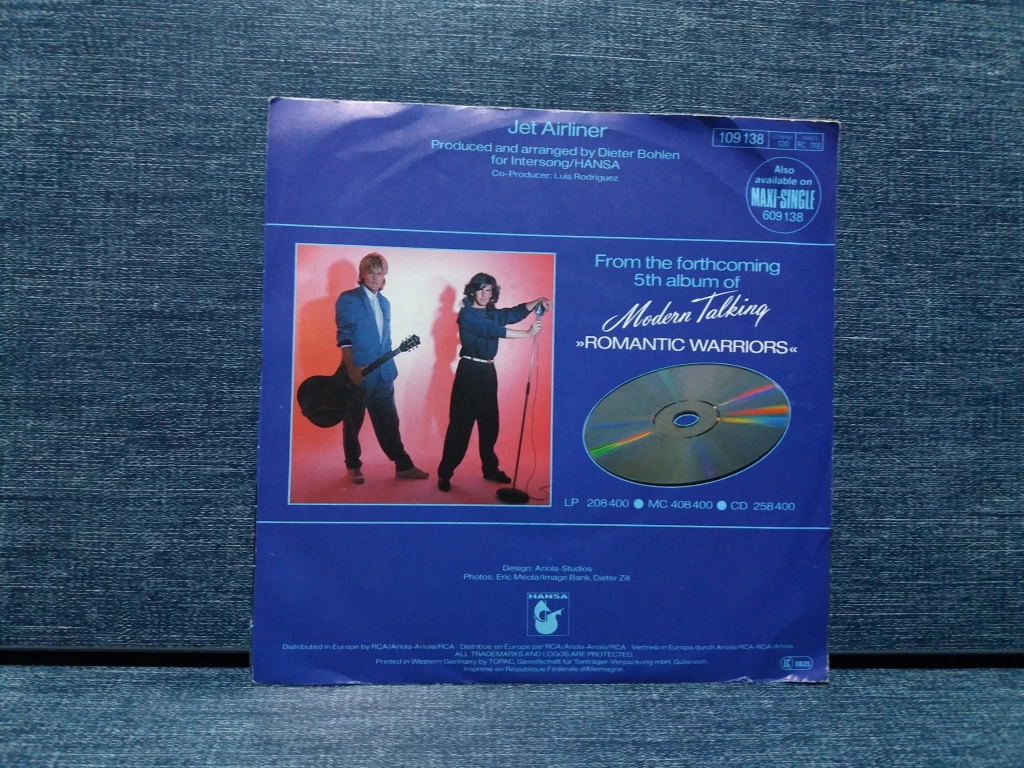 Jet Airliner
Produced and arranged by Dieter Bohlen
for Intersong/HANSA
Co-Producer: Luis Rodriguez
109 138
100
RC 110
Also
available on
MAXI-SINGLE
609 138
From the forthcoming
5th album of
Modern Talking
»ROMANTIC WARRIORS«
LP 208 400 ● MC 408 400 ● CD 258 400
Design: Ariola-Studios
Photos: Eric Meola/Image Bank, Dieter Zill
HANSA
Distributed in Europe by RCA/Ariola-Ariola/RCA · Distribué en Europe par RCA/Ariola-Ariola/RCA · Vertrieb in Europa durch Ariola/RCA-RCA/Ariola
ALL TRADEMARKS AND LOGOS ARE PROTECTED.
Printed in Western Germany by TOPAC, Gesellschaft für Tonträger-Verpackung mbH, Gütersloh.
Imprimé en République Fédérale d'Allemagne.
LC 0835